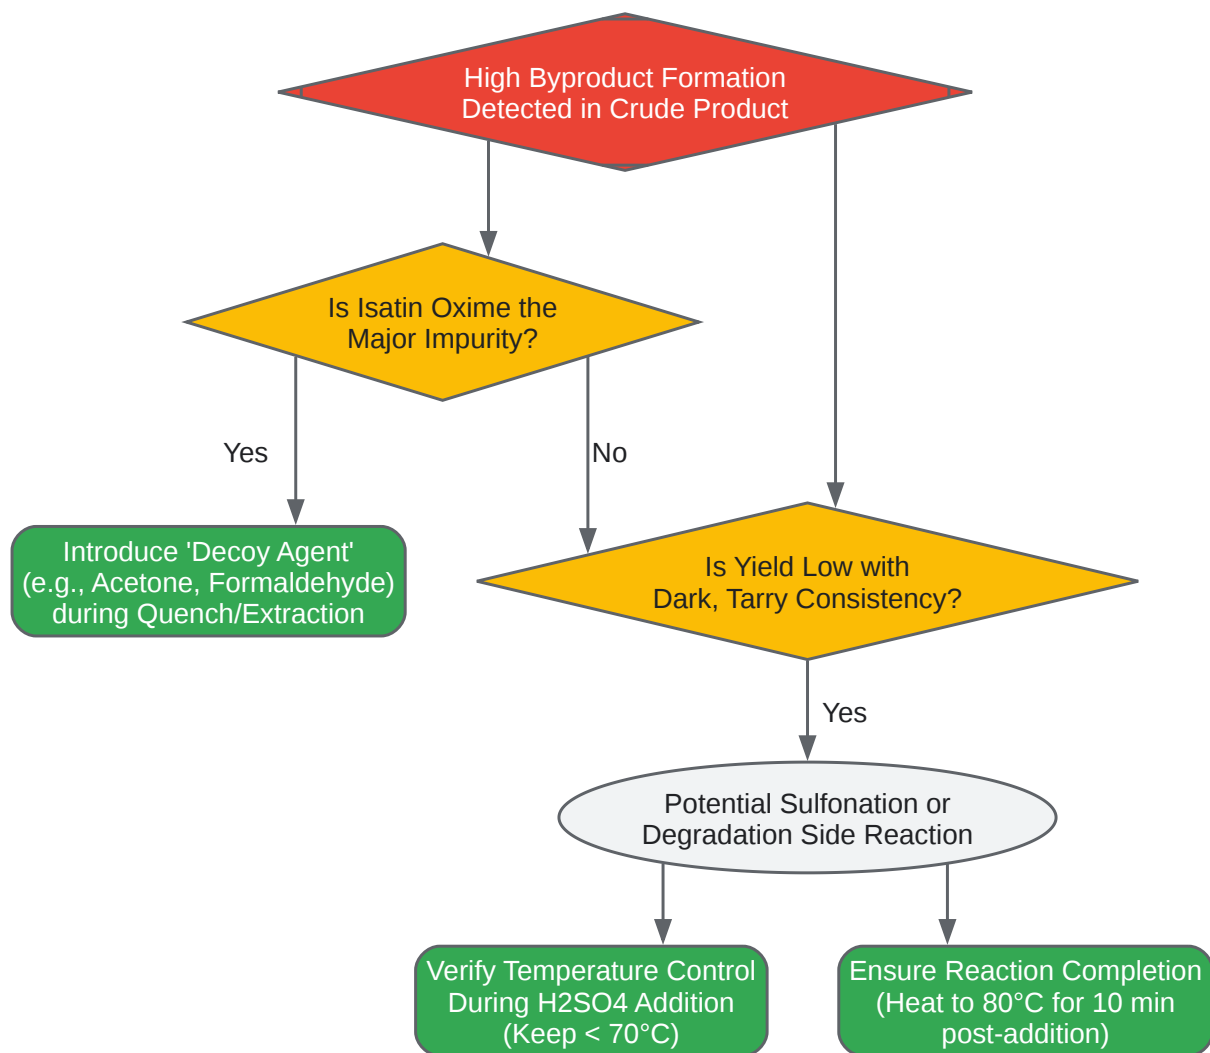 High Byproduct Formation
Detected in Crude Product
Is Isatin Oxime the
Major Impurity?
Yes
No
Introduce 'Decoy Agent'
(e.g., Acetone, Formaldehyde)
during Quench/Extraction
Is Yield Low with
Dark, Tarry Consistency?
Yes
Potential Sulfonation or
Degradation Side Reaction
Verify Temperature Control
During H2SO4 Addition
(Keep < 70°C)
Ensure Reaction Completion
(Heat to 80°C for 10 min
post-addition)